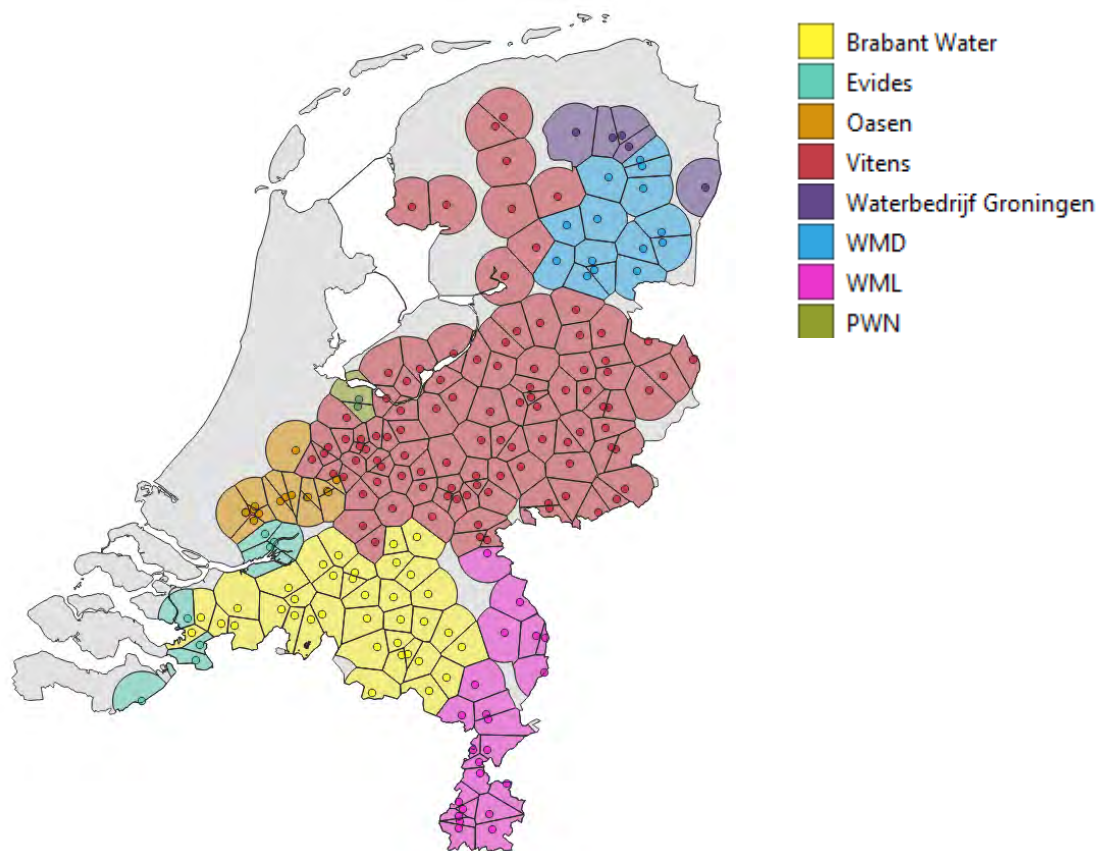 Brabant Water
Evides
Oasen
Vitens
Waterbedrijf Groningen
WMD
WML
PWN